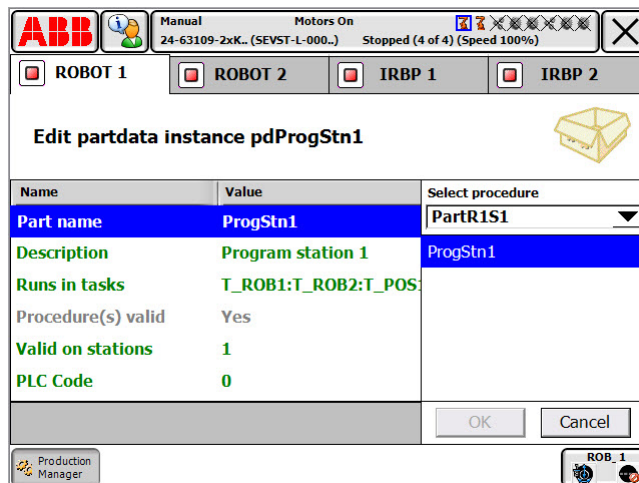 ABB
Manual Motors On
24-63109-2xK.. (SEVST-L-000..) Stopped (4 of 4) (Speed 100%)
ROBOT 1 ROBOT 2 IRBP 1 IRBP 2
Edit partdata instance pdProgStn1
Name Value Select procedure
Part name ProgStn1 PartR1S1
Description Program station 1 ProgStn1
Runs in tasks T_ROB1:T_ROB2:T_POS1
Procedure(s) valid Yes
Valid on stations 1
PLC Code 0
OK Cancel
Production
Manager
ROB_1